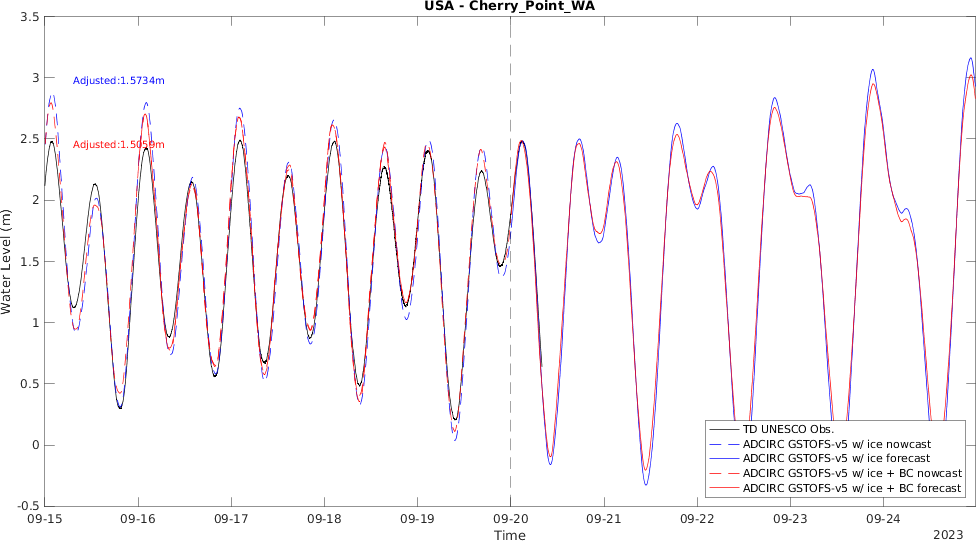 USA - Cherry_Point_WA
3.5
3
2.5
2
1.5
1
0.5
0
-0.5
Water Level (m)
Adjusted:1.5734m
Adjusted:1.5059m
TD UNESCO Obs.
ADCIRC GSTOFS-v5 w/ ice nowcast
ADCIRC GSTOFS-v5 w/ ice forecast
ADCIRC GSTOFS-v5 w/ ice + BC nowcast
ADCIRC GSTOFS-v5 w/ ice + BC forecast
09-15 09-16 09-17 09-18 09-19 09-20 09-21 09-22 09-23 09-24
Time
2023